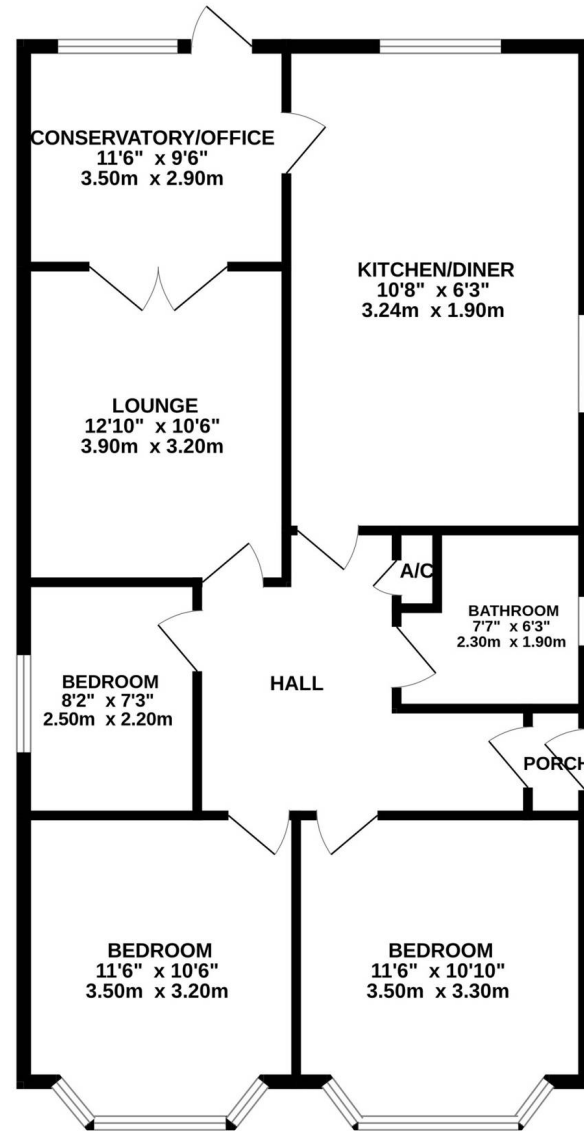 CONSERVATORY/OFFICE
11'6" x 9'6"
3.50m x 2.90m
KITCHEN/DINER
10'8" x 6'3"
3.24m x 1.90m
LOUNGE
12'10" x 10'6"
3.90m x 3.20m
A/C
BATHROOM
7'7" x 6'3"
2.30m x 1.90m
BEDROOM
8'2" x 7'3"
2.50m x 2.20m
HALL
PORCH
BEDROOM
11'6" x 10'6"
3.50m x 3.20m
BEDROOM
11'6" x 10'10"
3.50m x 3.30m